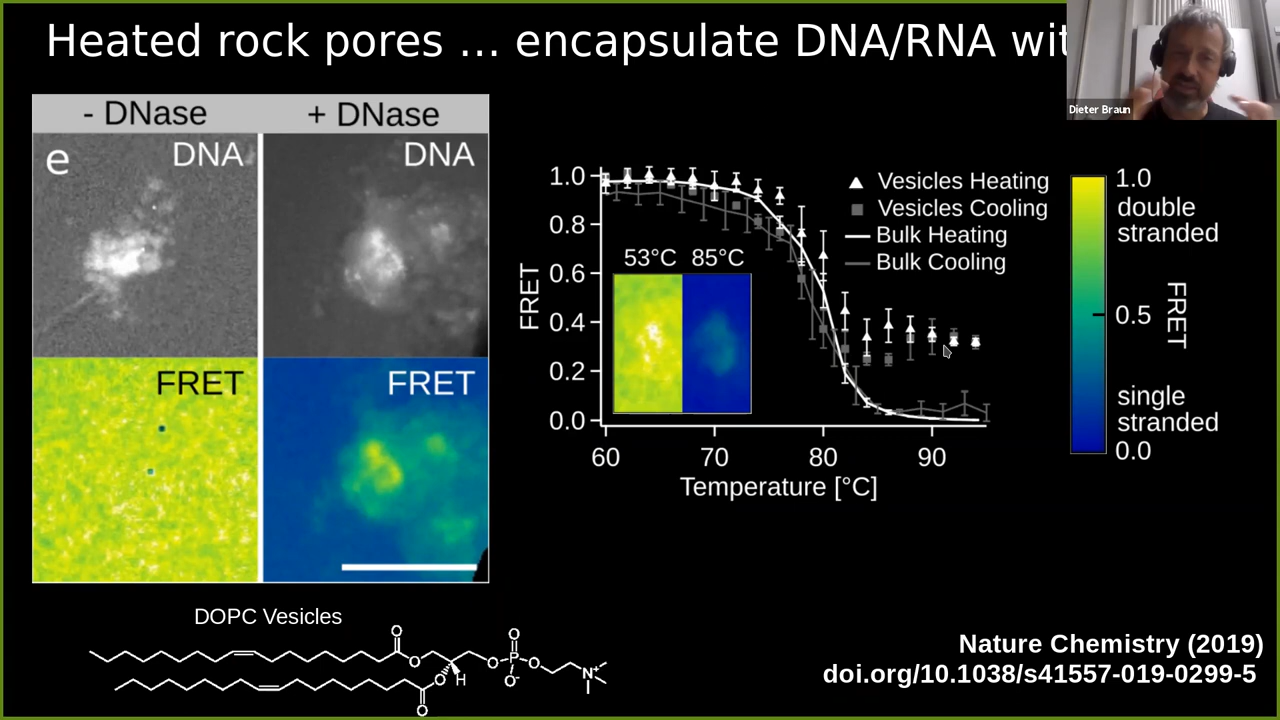 Heated rock pores ... encapsulate DNA/RNA wit
Dieter Braun
- DNase
+ DNase
e
DNA
DNA
FRET
FRET
1.0
0.8
0.6
0.4
0.2
0.0
FRET
60
70
80
90
Temperature [°C]
53°C
85°C
Vesicles Heating
Vesicles Cooling
Bulk Heating
Bulk Cooling
1.0
double
stranded
0.5
FRET
single
stranded
0.0
DOPC Vesicles
O
O
O
O
H
O
O
P
O
O-
N+
Nature Chemistry (2019)
doi.org/10.1038/s41557-019-0299-5